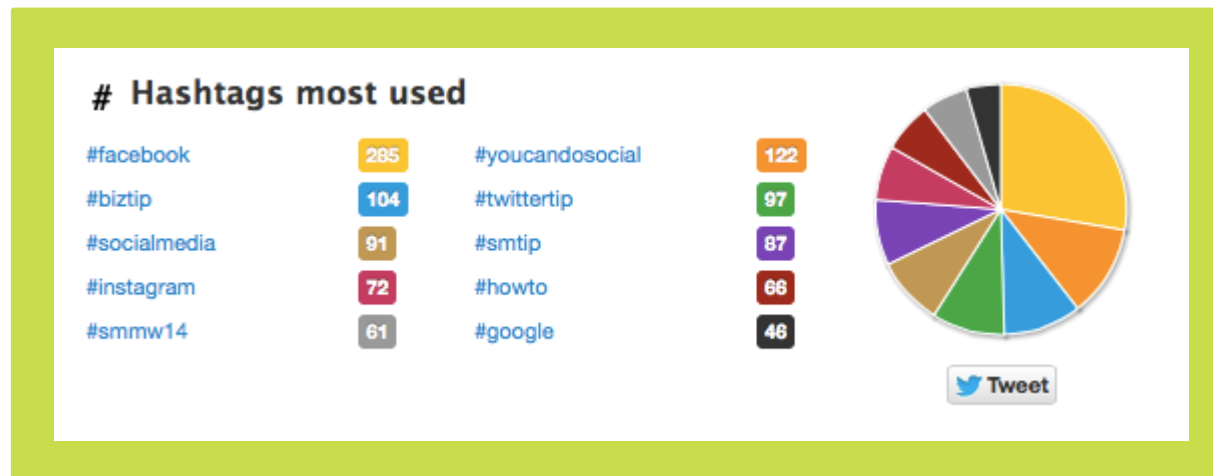 # Hashtags most used
#facebook 285 #youcandosocial 122
#biztip 104 #twittertip 97
#socialmedia 91 #smtip 87
#instagram 72 #howto 66
#smmw14 61 #google 46
Tweet